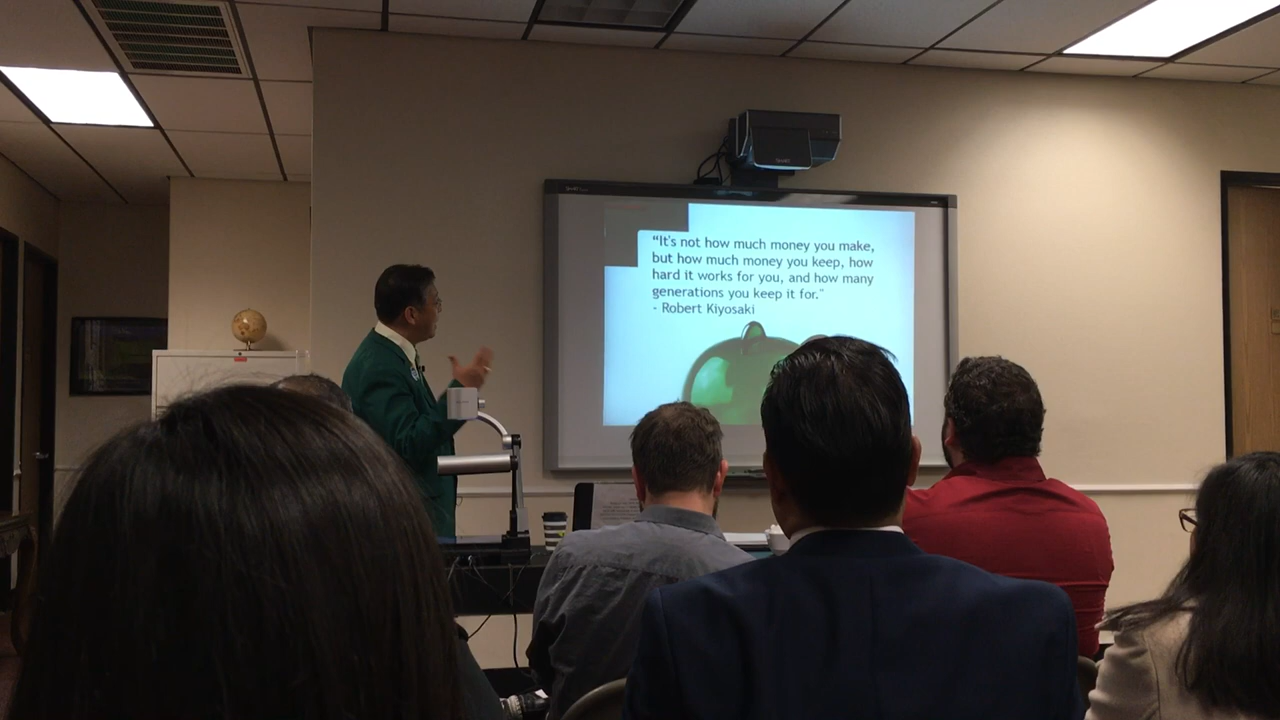 “It's not how much money you make,
but how much money you keep, how
hard it works for you, and how many
generations you keep it for."
- Robert Kiyosaki